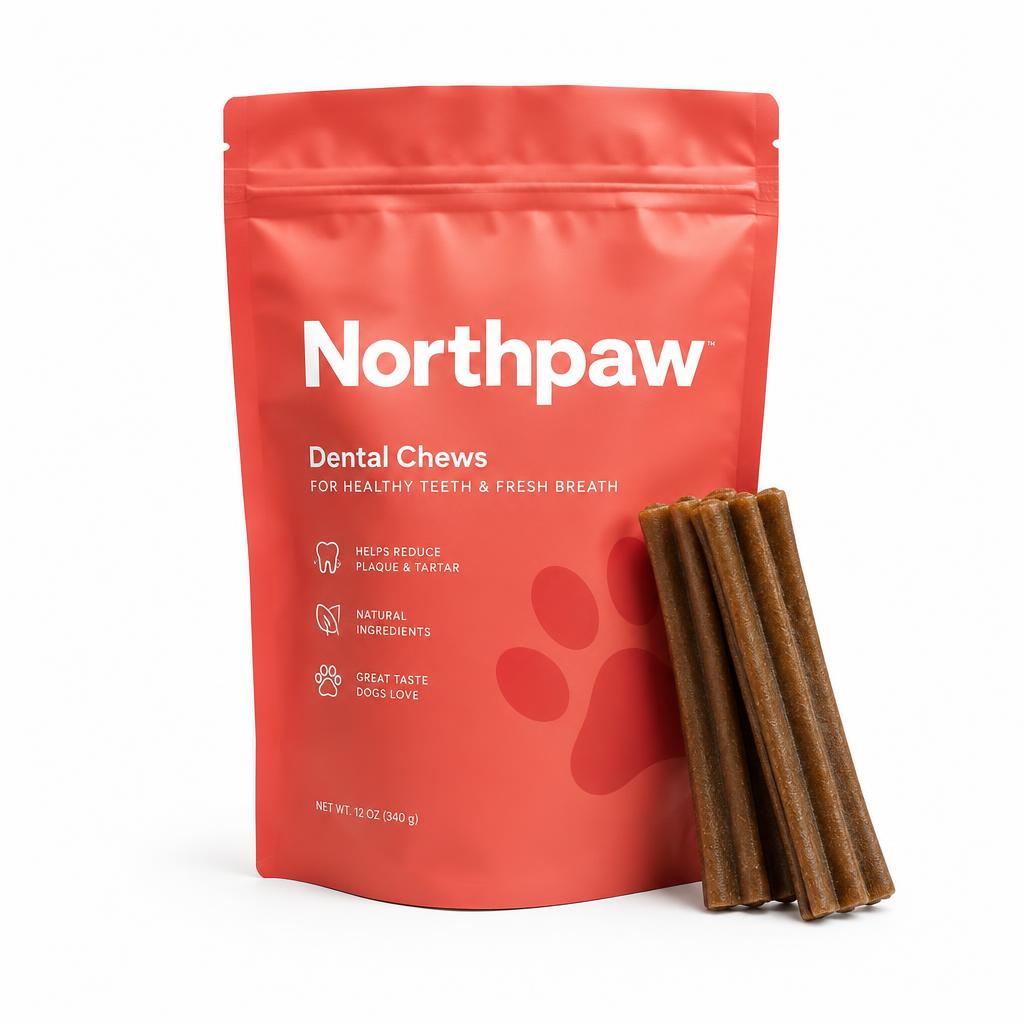 Northpaw™
Dental Chews
FOR HEALTHY TEETH & FRESH BREATH
HELPS REDUCE
PLAQUE & TARTAR
NATURAL
INGREDIENTS
GREAT TASTE
DOGS LOVE
NET WT. 12 OZ (340 g)